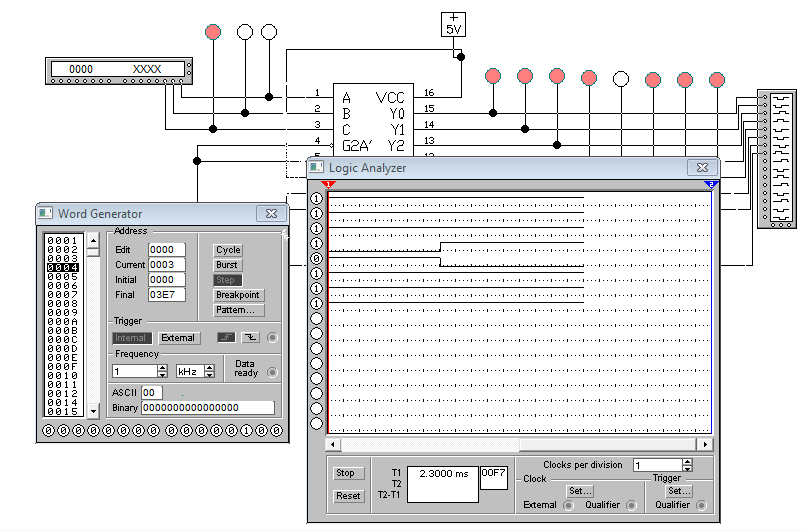 +
5V
0000 XXXX
1 A VCC 16
2 B Y0 15
3 C Y1 14
4 G2A' Y2 13
Logic Analyzer
1 2
Word Generator
0001
0002
0003
0004
0005
0006
0007
0008
0009
000A
000B
000C
000D
000E
000F
0010
0011
0012
0013
0014
0015
Address
Edit 0000
Current 0003
Initial 0000
Final 03E7
Cycle
Burst
Step
Breakpoint
Pattern...
Trigger
Internal External
Frequency
1 kHz
Data
ready
ASCII 00
Binary 0000000000000000
0 0 0 0 0 0 0 0 0 0 0 0 0 1 0 0
1
1
1
1
0
1
1
1
Stop
Reset
T1 2.3000 ms 00F7
T2
T2-T1
Clocks per division 1
Clock
Set...
External Qualifier
Trigger
Set...
Qualifier